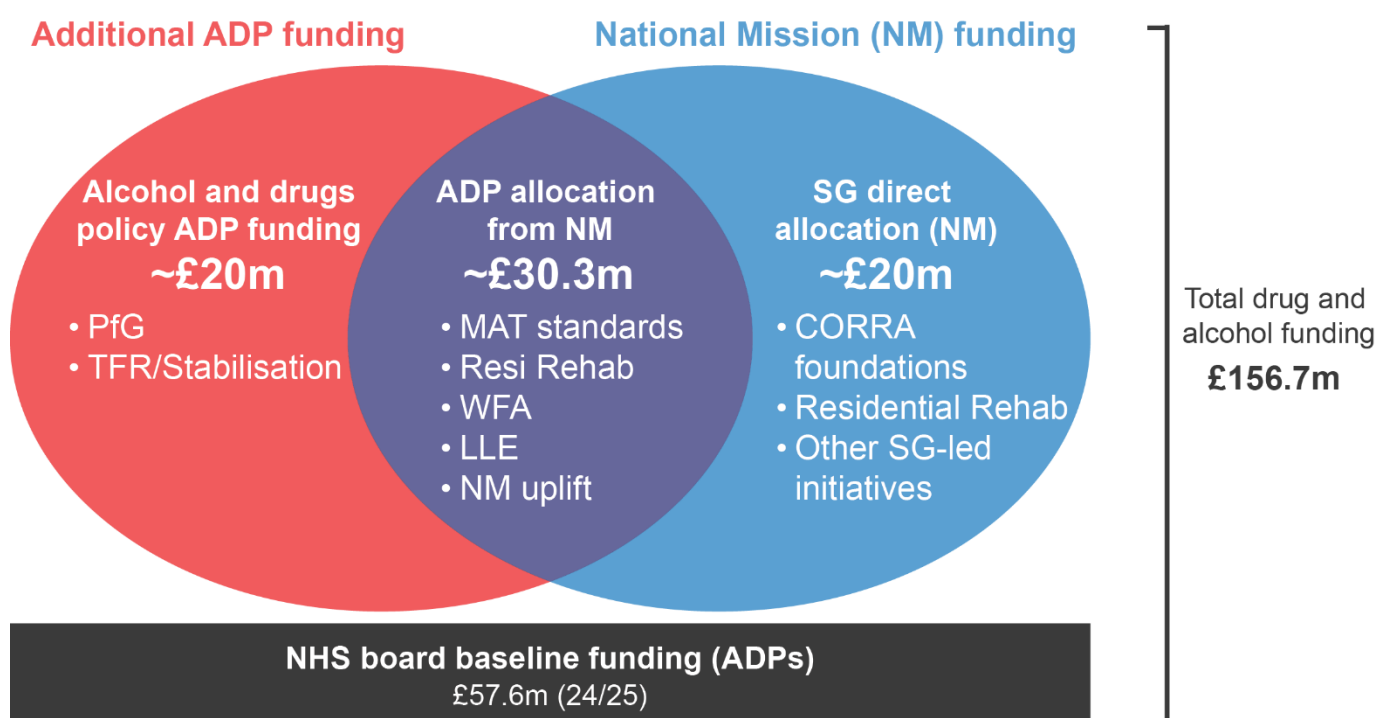 Additional ADP funding
National Mission (NM) funding
Alcohol and drugs
policy ADP funding
~£20m
• PfG
• TFR/Stabilisation
ADP allocation
from NM
~£30.3m
• MAT standards
• Resi Rehab
• WFA
• LLE
• NM uplift
SG direct
allocation (NM)
~£20m
• CORRA
foundations
• Residential Rehab
• Other SG-led
initiatives
Total drug and
alcohol funding
£156.7m
NHS board baseline funding (ADPs)
£57.6m (24/25)